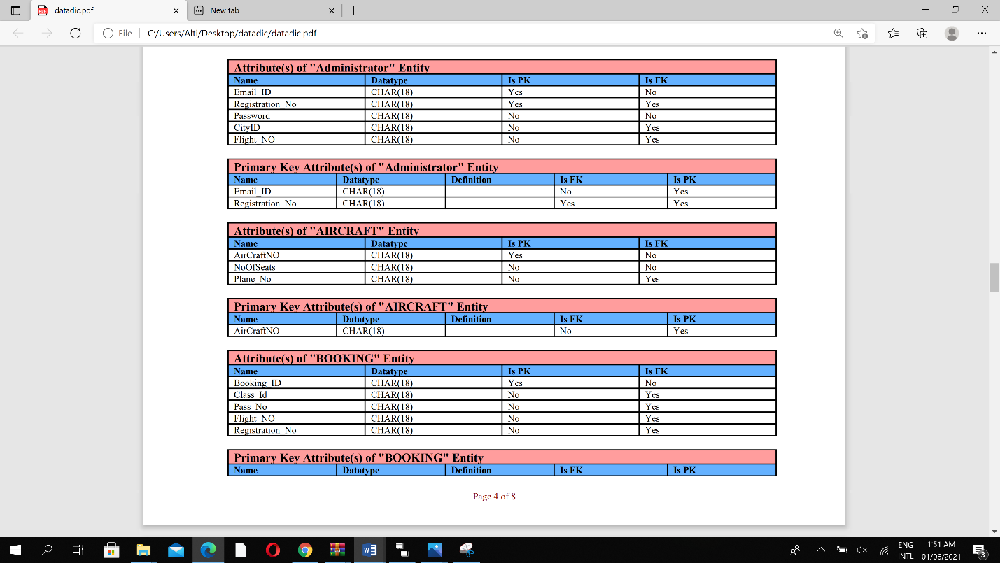 datadic.pdf
New tab
File C:/Users/Alti/Desktop/datadic/datadic.pdf
Attribute(s) of "Administrator" Entity
Name Datatype Is PK Is FK
Email_ID CHAR(18) Yes No
Registration_No CHAR(18) Yes Yes
Password CHAR(18) No No
CityID CHAR(18) No Yes
Flight_NO CHAR(18) No Yes
Primary Key Attribute(s) of "Administrator" Entity
Name Datatype Definition Is FK Is PK
Email_ID CHAR(18) No Yes
Registration_No CHAR(18) Yes Yes
Attribute(s) of "AIRCRAFT" Entity
Name Datatype Is PK Is FK
AirCraftNO CHAR(18) Yes No
NoOfSeats CHAR(18) No No
Plane_No CHAR(18) No Yes
Primary Key Attribute(s) of "AIRCRAFT" Entity
Name Datatype Definition Is FK Is PK
AirCraftNO CHAR(18) No Yes
Attribute(s) of "BOOKING" Entity
Name Datatype Is PK Is FK
Booking_ID CHAR(18) Yes No
Class_Id CHAR(18) No Yes
Pass_No CHAR(18) No Yes
Flight_NO CHAR(18) No Yes
Registration_No CHAR(18) No Yes
Primary Key Attribute(s) of "BOOKING" Entity
Name Datatype Definition Is FK Is PK
Page 4 of 8
ENG 1:51 AM
INTL 01/06/2021
3